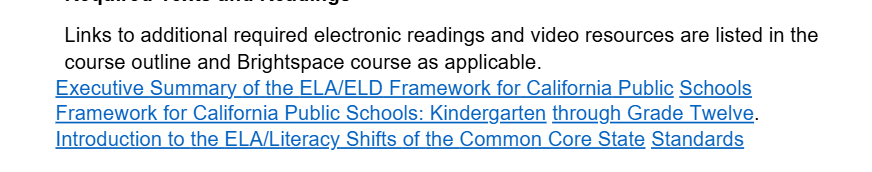 Required Texts and Readings
Links to additional required electronic readings and video resources are listed in the
course outline and Brightspace course as applicable.
Executive Summary of the ELA/ELD Framework for California Public Schools
Framework for California Public Schools: Kindergarten through Grade Twelve.
Introduction to the ELA/Literacy Shifts of the Common Core State Standards